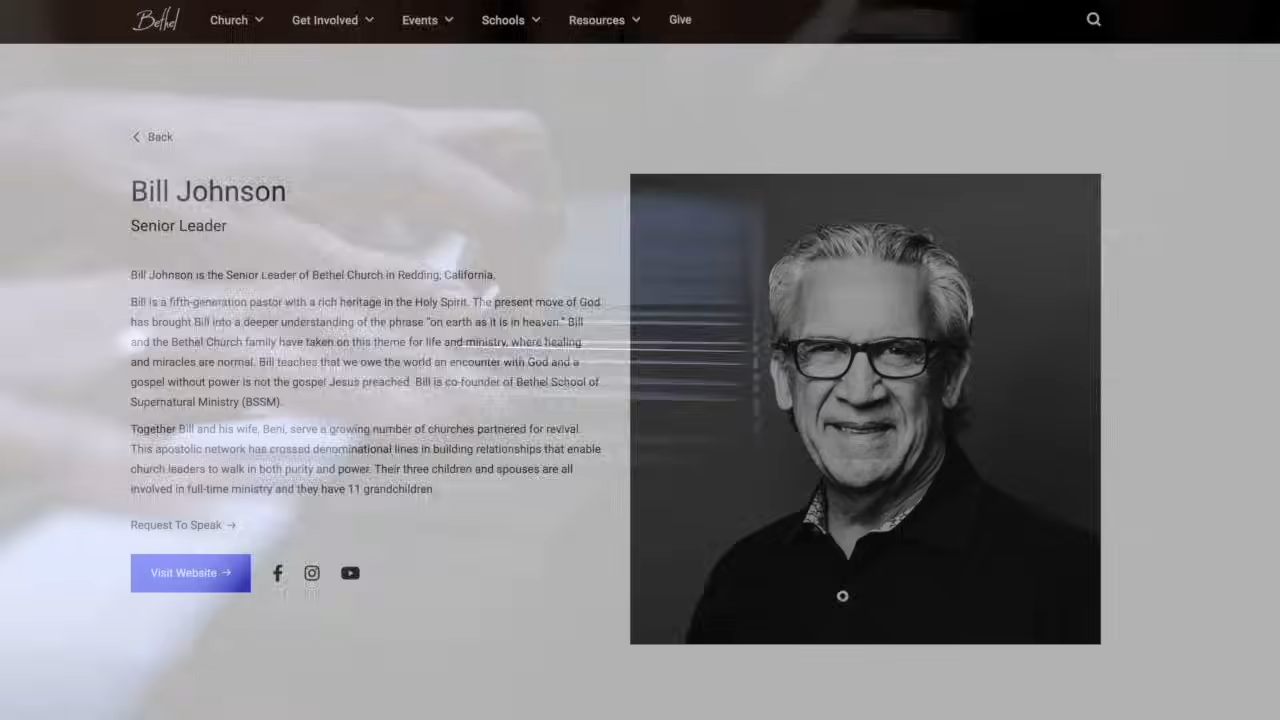 Bethel
Church
Get Involved
Events
Schools
Resources
Give
Back
Bill Johnson
Senior Leader
Bill Johnson is the Senior Leader of Bethel Church in Redding, California.
Bill is a fifth-generation pastor with a rich heritage in the Holy Spirit. The present move of God
has brought Bill into a deeper understanding of the phrase "on earth as it is in heaven." Bill
and the Bethel Church family have taken on this theme for life and ministry, where healing
and miracles are normal. Bill teaches that we owe the world an encounter with God and a
gospel without power is not the gospel Jesus preached. Bill is co-founder of Bethel School of
Supernatural Ministry (BSSM).
Together Bill and his wife, Beni, serve a growing number of churches partnered for revival.
This apostolic network has crossed denominational lines in building relationships that enable
church leaders to walk in both purity and power. Their three children and spouses are all
involved in full-time ministry and they have 11 grandchildren
Request To Speak →
Visit Website →